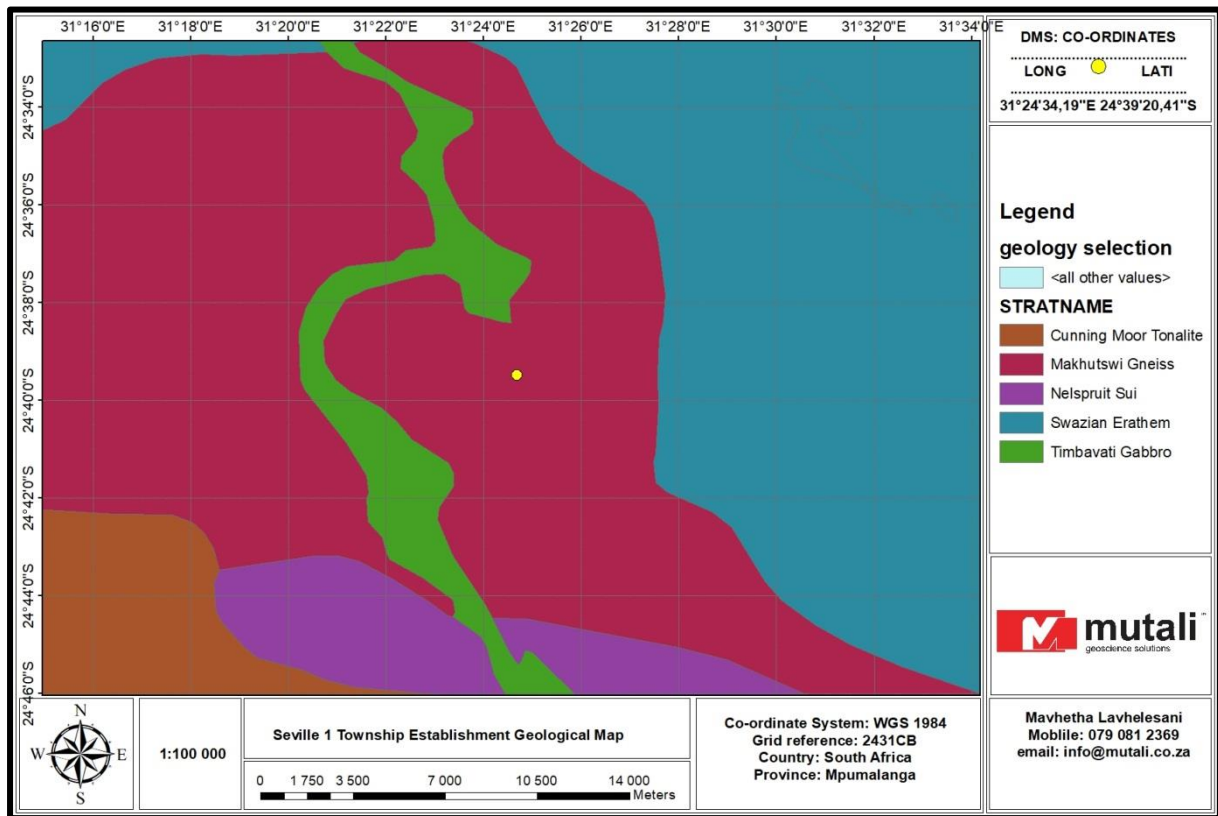 31°16'0"E 31°18'0"E 31°20'0"E 31°22'0"E 31°24'0"E 31°26'0"E 31°28'0"E 31°30'0"E 31°32'0"E 31°34'0"E
24°34'0"S
24°36'0"S
24°38'0"S
24°40'0"S
24°42'0"S
24°44'0"S
24°46'0"S
DMS: CO-ORDINATES
LONG LATI
31°24'34,19"E 24°39'20,41"S
Legend
geology selection
<all other values>
STRATNAME
Cunning Moor Tonalite
Makhutswi Gneiss
Nelspruit Sui
Swazian Erathem
Timbavati Gabbro
mutali™
geoscience solutions
N
W E
S
1:100 000
Seville 1 Township Establishment Geological Map
0 1 750 3 500 7 000 10 500 14 000
Meters
Co-ordinate System: WGS 1984
Grid reference: 2431CB
Country: South Africa
Province: Mpumalanga
Mavhetha Lavhelesani
Moblile: 079 081 2369
email: info@mutali.co.za